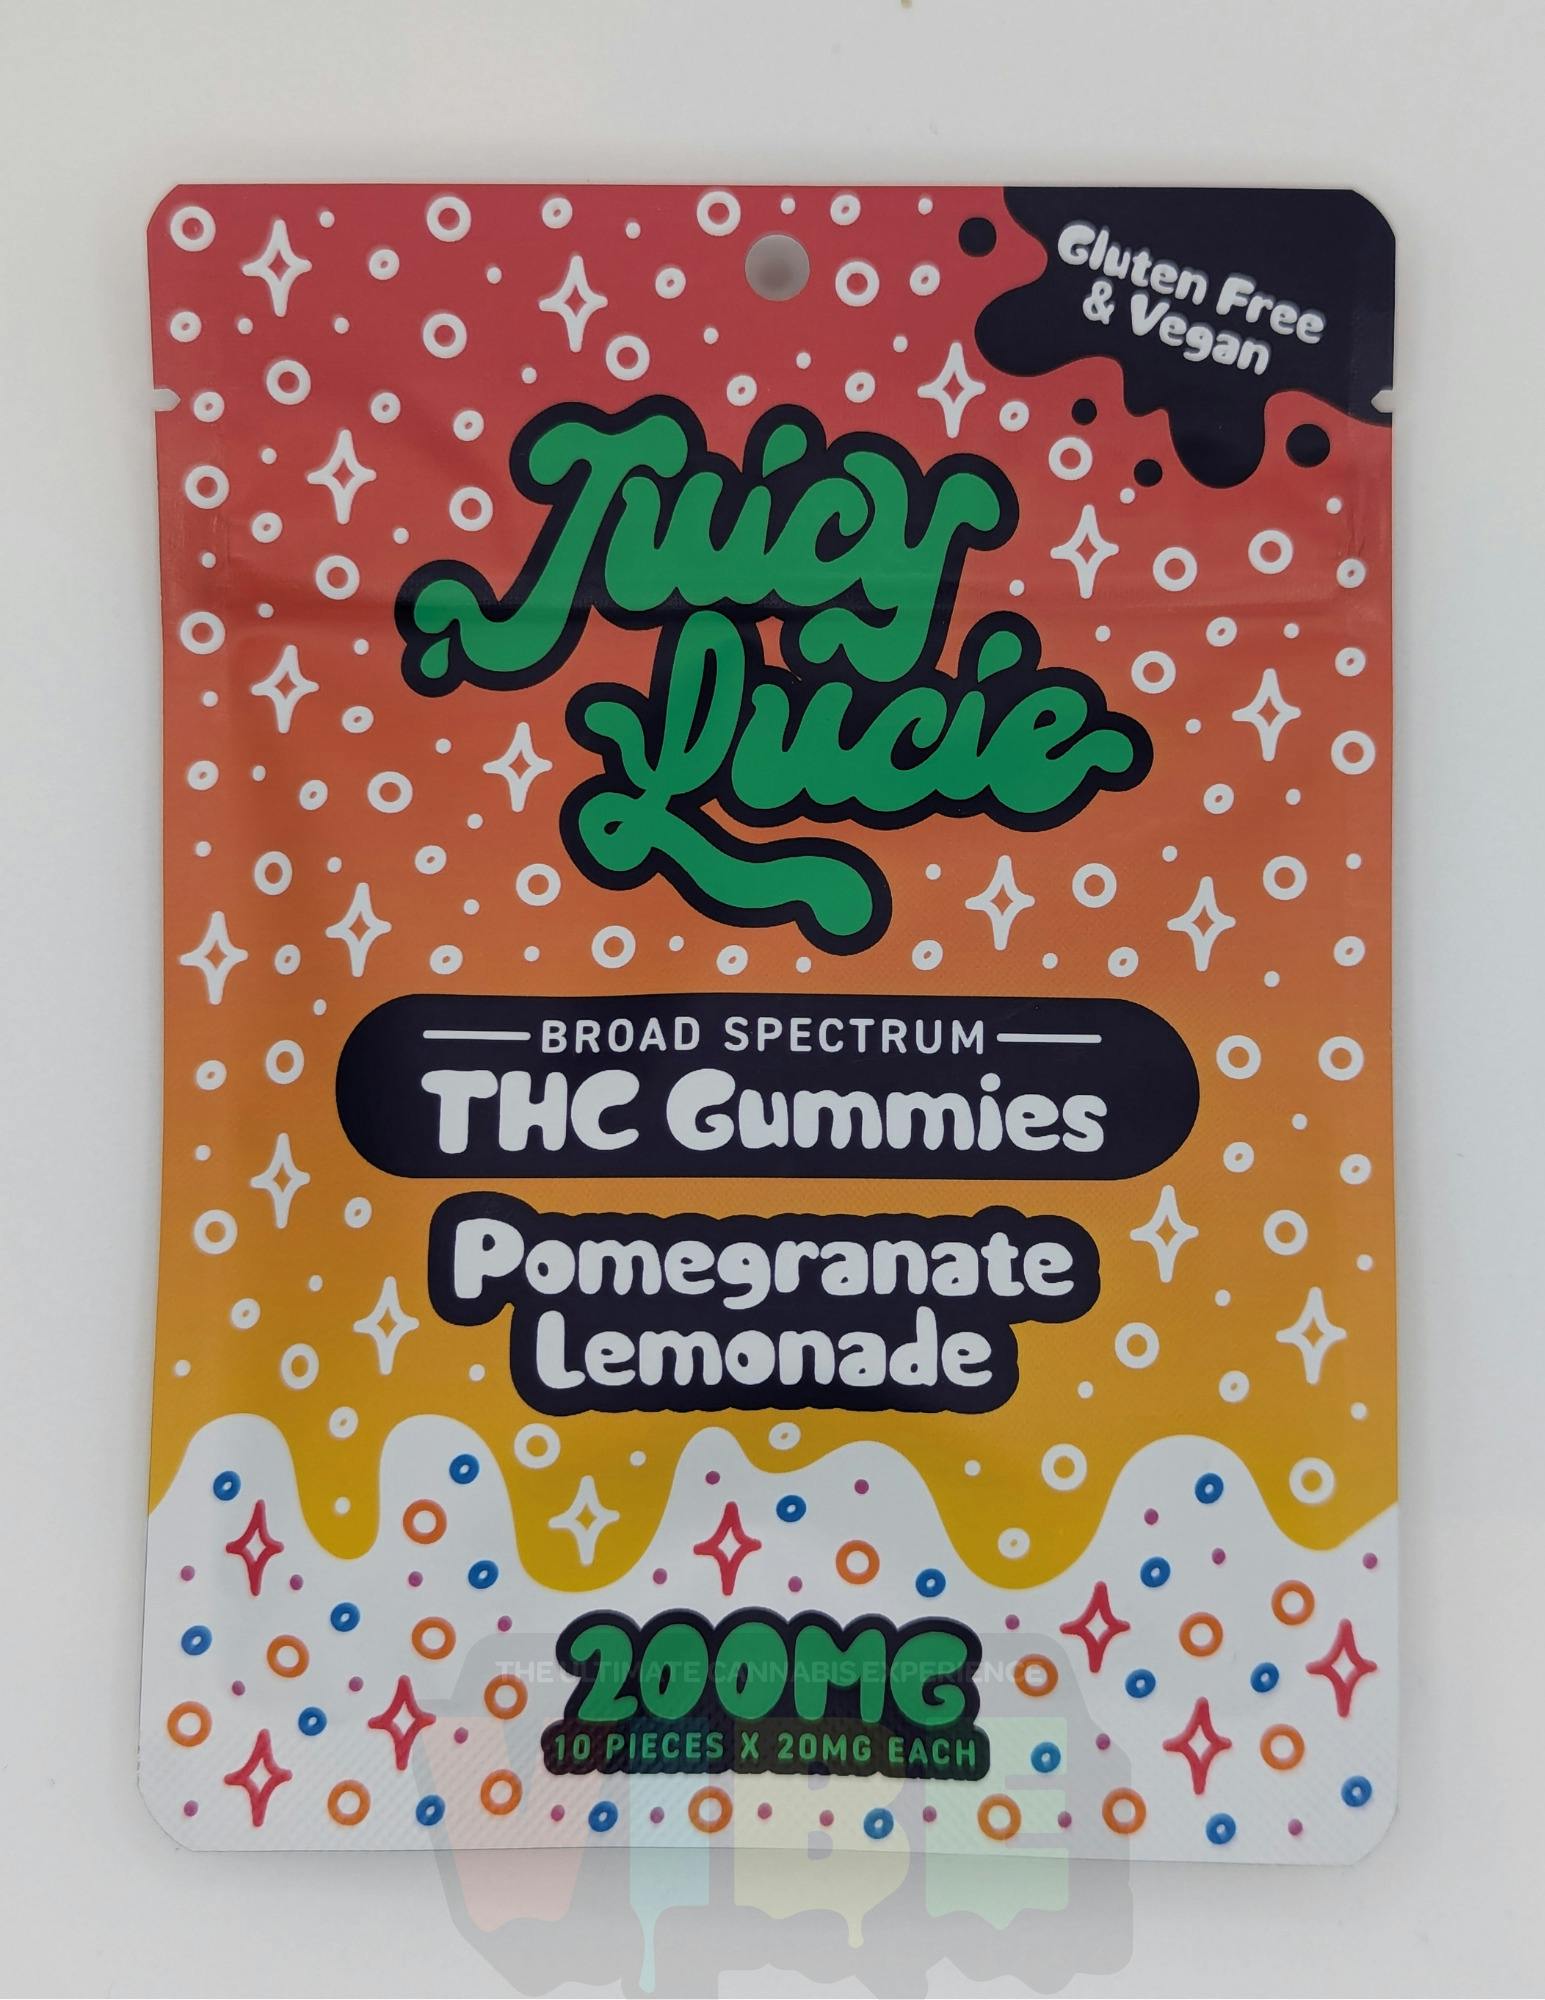 Gluten Free
& Vegan
Juicy
Lucie
BROAD SPECTRUM
THC Gummies
Pomegranate
Lemonade
200MG
THE ULTIMATE CANNABIS EXPERIENCE
10 PIECES X 20MG EACH
VIBE